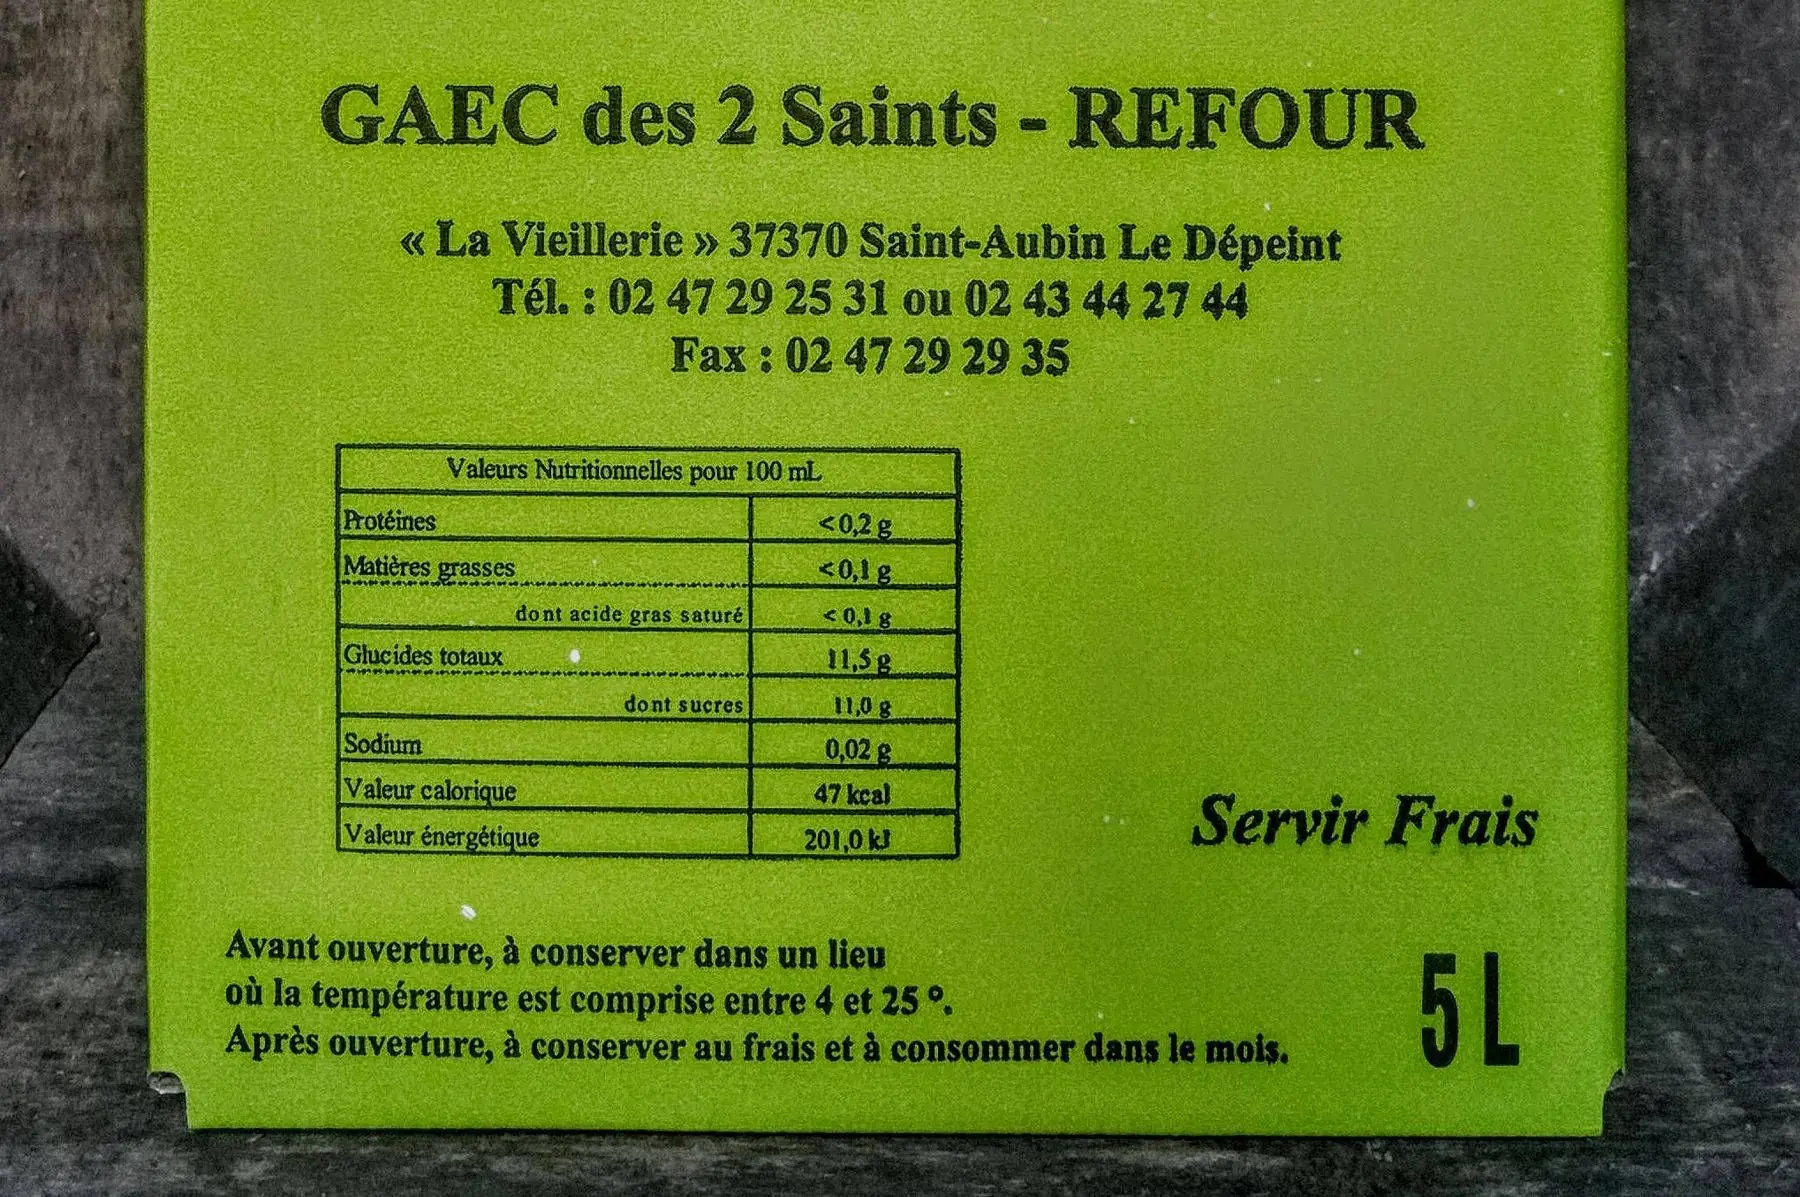 GAEC des 2 Saints - REFOUR
« La Vieillerie » 37370 Saint-Aubin Le Dépeint
Tél. : 02 47 29 25 31 ou 02 43 44 27 44
Fax : 02 47 29 29 35
Valeurs Nutritionnelles pour 100 mL
Protéines <0,2 g
Matières grasses <0,1 g
dont acide gras saturé < 0,1 g
Glucides totaux 11,5 g
dont sucres 11,0 g
Sodium 0,02 g
Valeur calorique 47 kcal
Valeur énergétique 201,0 kJ
Servir Frais
Avant ouverture, à conserver dans un lieu
où la température est comprise entre 4 et 25 °.
Après ouverture, à conserver au frais et à consommer dans le mois.
5 L